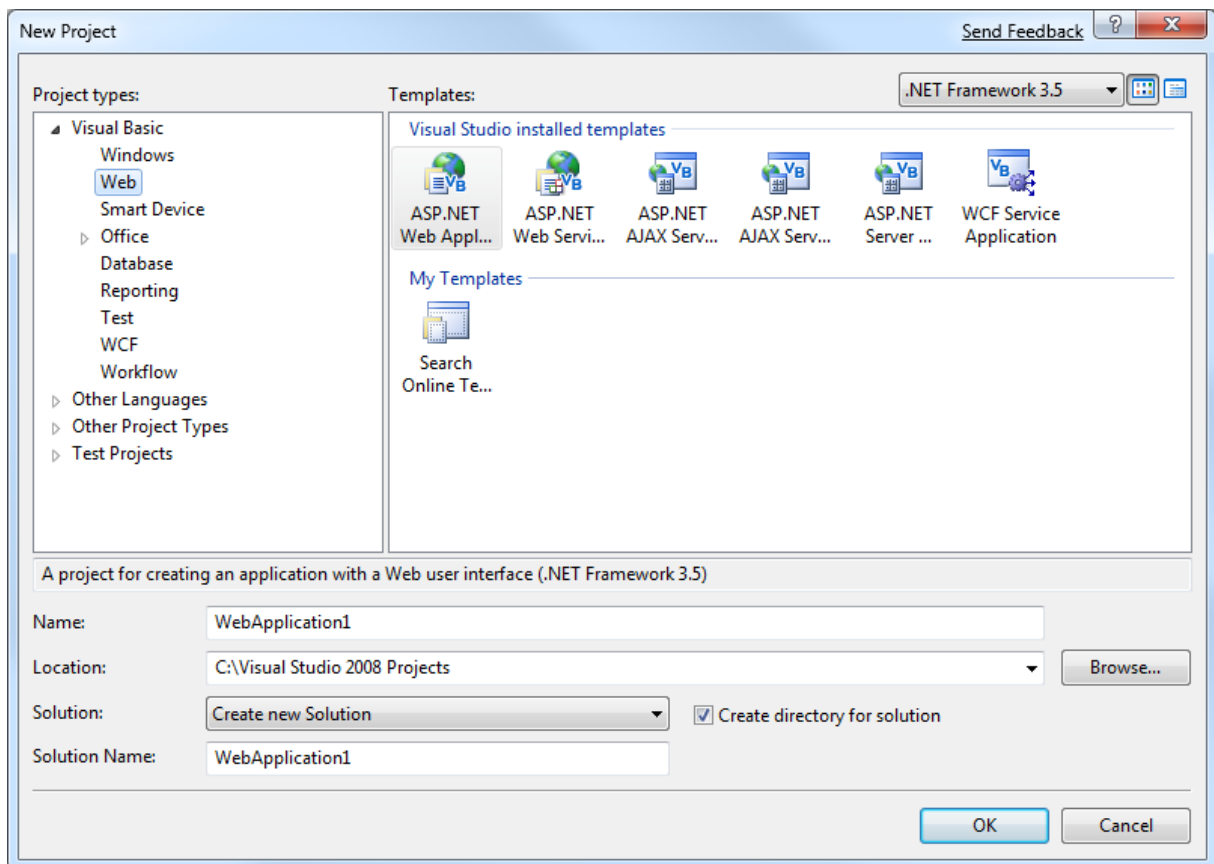 New Project
Send Feedback
Project types:
Templates:
.NET Framework 3.5
Visual Basic
Windows
Web
Smart Device
Office
Database
Reporting
Test
WCF
Workflow
Other Languages
Other Project Types
Test Projects
Visual Studio installed templates
ASP.NET
Web Appl...
ASP.NET
Web Servi...
ASP.NET
AJAX Serv...
ASP.NET
AJAX Serv...
ASP.NET
Server ...
WCF Service
Application
My Templates
Search
Online Te...
A project for creating an application with a Web user interface (.NET Framework 3.5)
Name:
WebApplication1
Location:
C:\Visual Studio 2008 Projects
Browse...
Solution:
Create new Solution
Create directory for solution
Solution Name:
WebApplication1
OK
Cancel